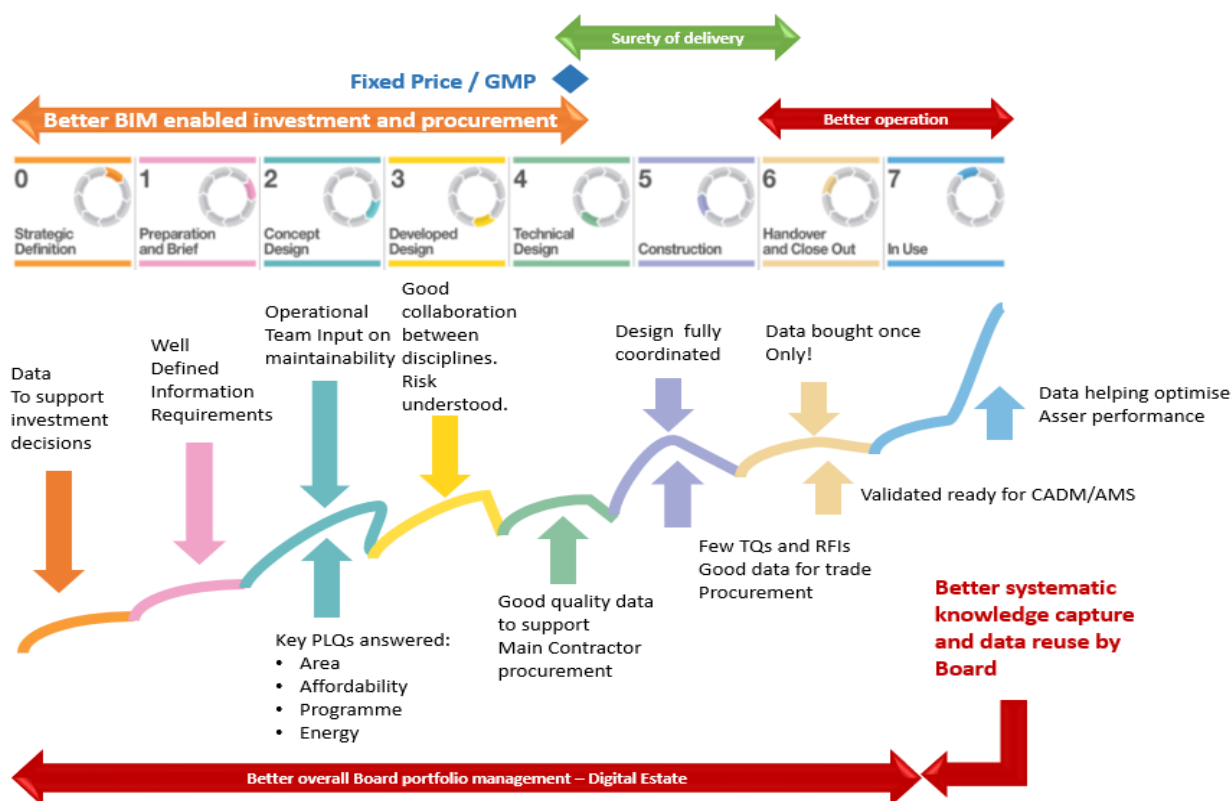 Surety of delivery
Fixed Price / GMP
Better BIM enabled investment and procurement
Better operation
0
Strategic
Definition
1
Preparation
and Brief
2
Concept
Design
3
Developed
Design
4
Technical
Design
5
Construction
6
Handover
and Close Out
7
In Use
Data
To support
investment
decisions
Well
Defined
Information
Requirements
Operational
Team Input on
maintainability
Good
collaboration
between
disciplines.
Risk
understood.
Design fully
coordinated
Data bought once
Only!
Data helping optimise
Asser performance
Validated ready for CADM/AMS
Few TQs and RFIs
Good data for trade
Procurement
Good quality data
to support
Main Contractor
procurement
Key PLQs answered:
• Area
• Affordability
• Programme
• Energy
Better systematic
knowledge capture
and data reuse by
Board
Better overall Board portfolio management – Digital Estate